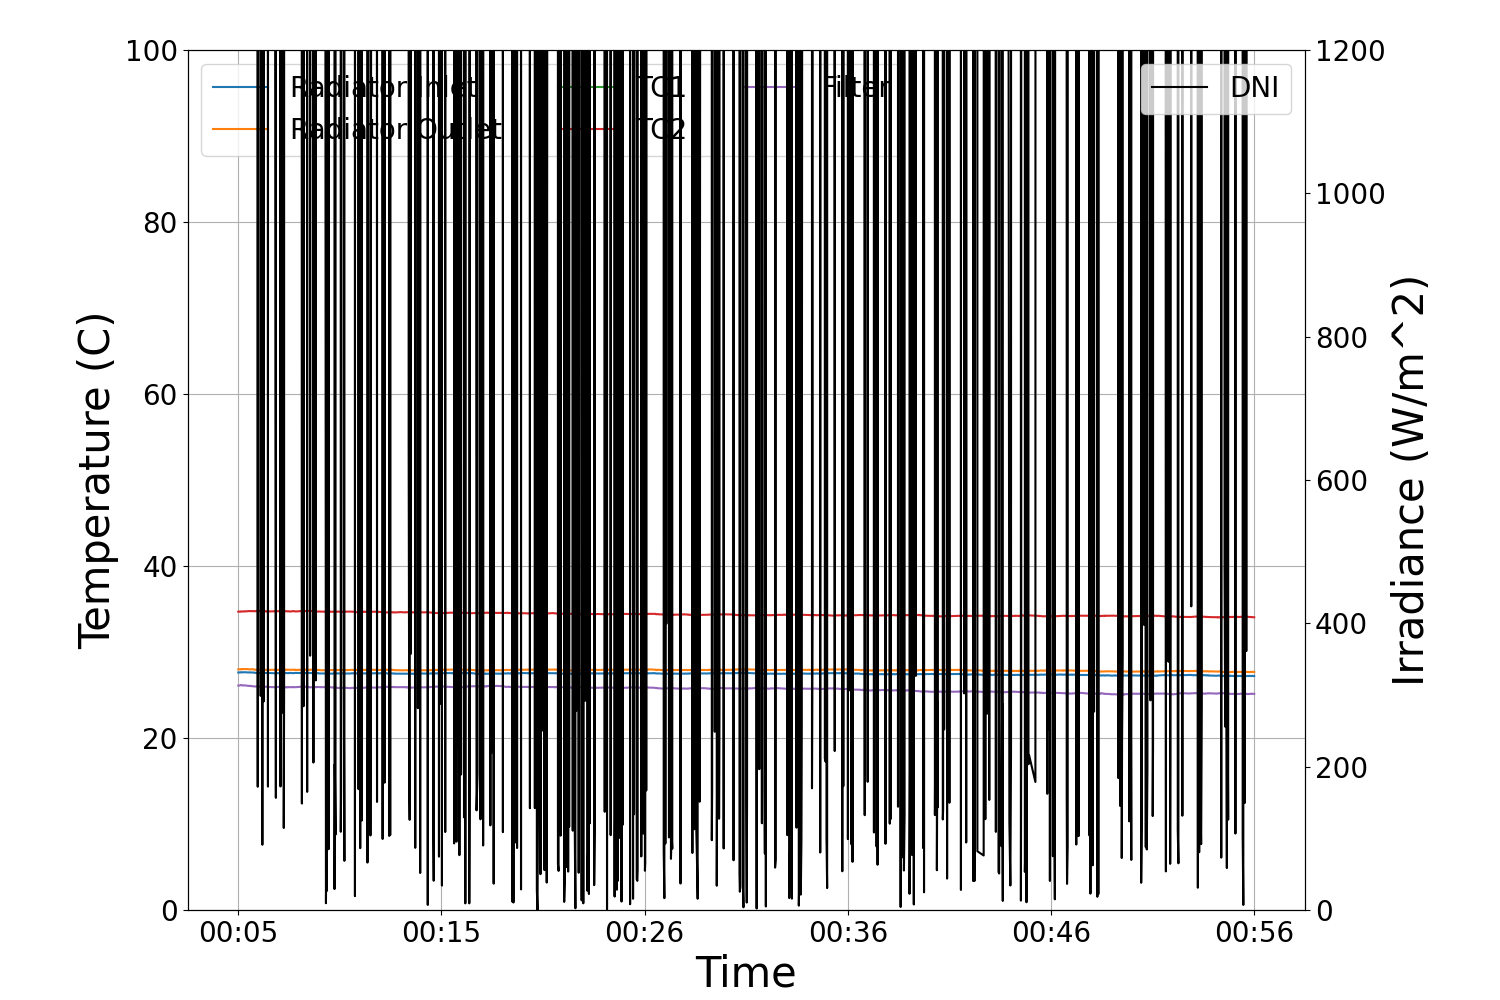 100
80
60
40
20
0
Temperature (C)
Radiator Inlet
Radiator Outlet
TC1
TC2
Filter
DNI
1200
1000
800
600
400
200
0
Irradiance (W/m^2)
00:05 00:15 00:26 00:36 00:46 00:56
Time